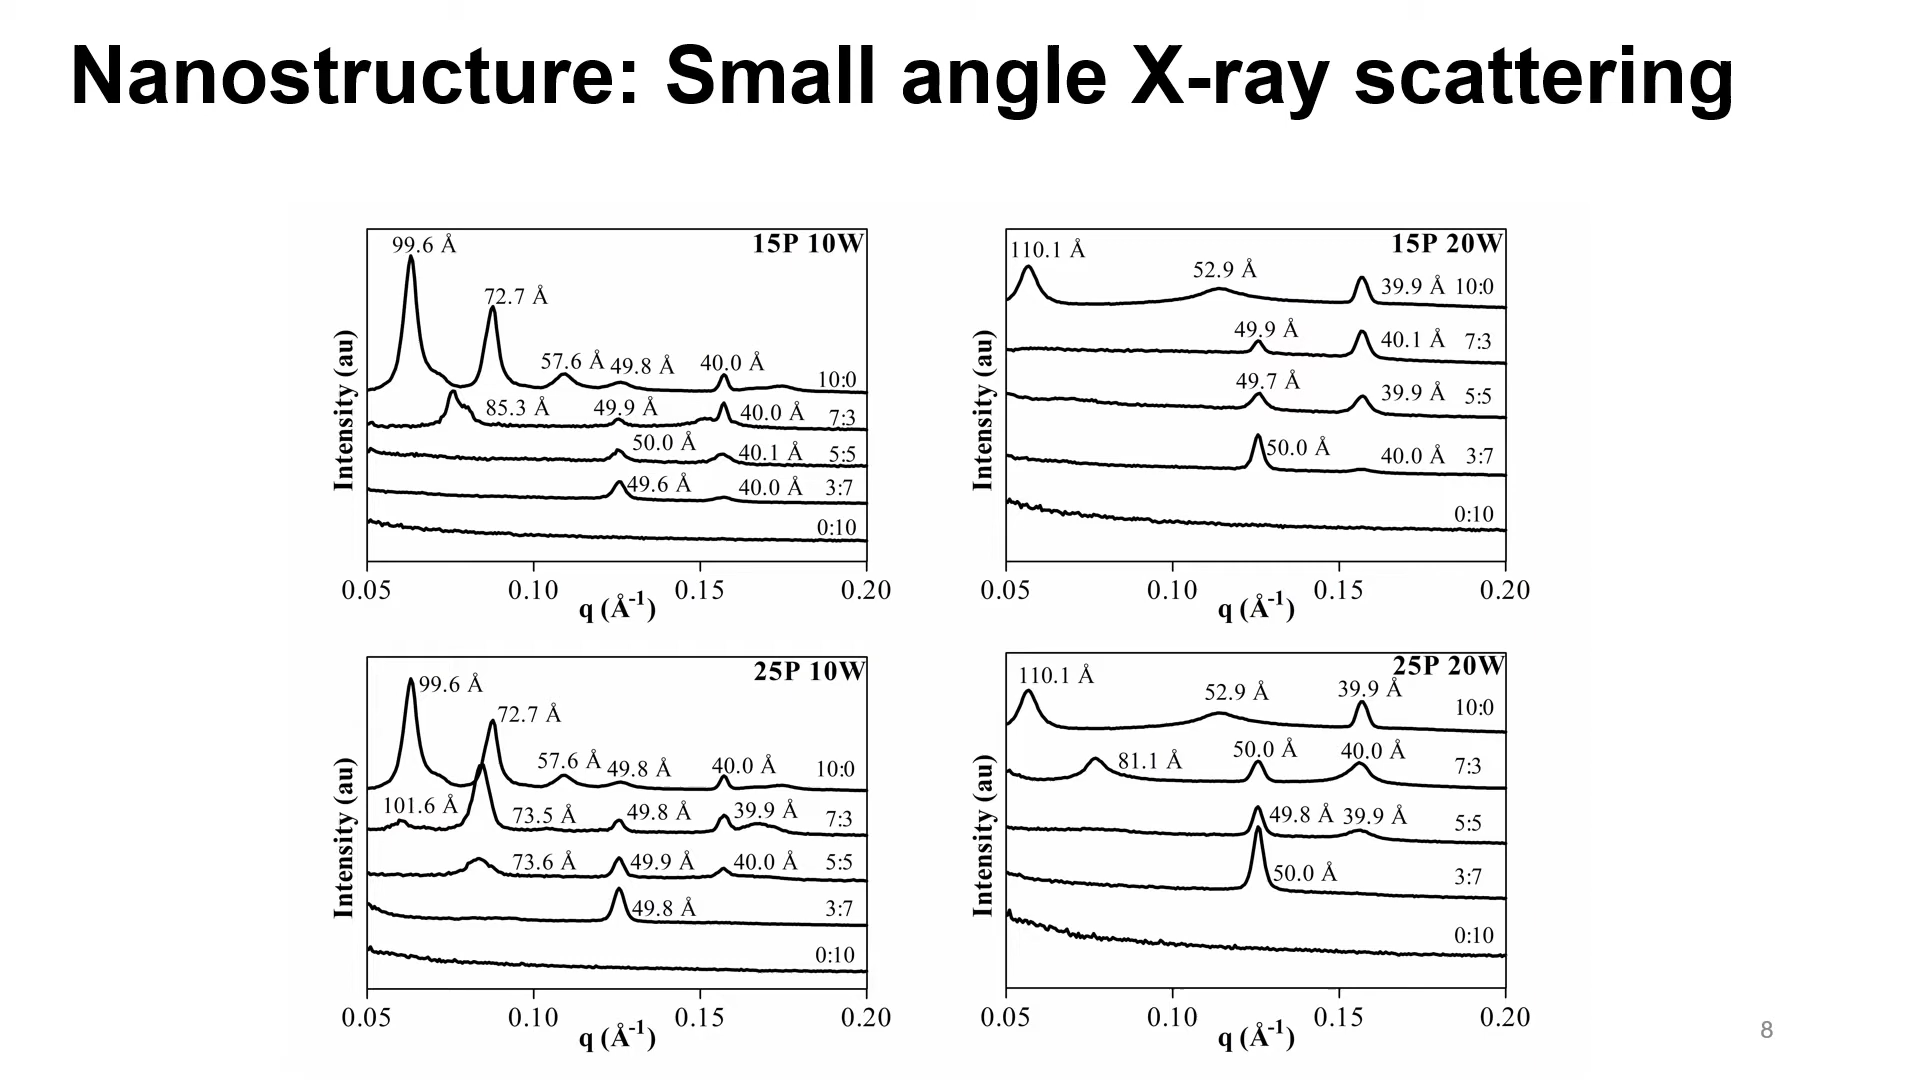 Nanostructure: Small angle X-ray scattering
15P 10W
99.6 Å
72.7 Å
57.6 Å 49.8 Å 40.0 Å
10:0
85.3 Å 49.9 Å 40.0 Å 7:3
50.0 Å 40.1 Å 5:5
49.6 Å 40.0 Å 3:7
0:10
Intensity (au)
0.05 0.10 0.15 0.20
q (Å-1)
15P 20W
110.1 Å
52.9 Å
39.9 Å 10:0
49.9 Å
40.1 Å 7:3
49.7 Å
39.9 Å 5:5
50.0 Å 40.0 Å 3:7
0:10
Intensity (au)
0.05 0.10 0.15 0.20
q (Å-1)
25P 10W
99.6 Å
72.7 Å
57.6 Å 49.8 Å 40.0 Å 10:0
101.6 Å 73.5 Å 49.8 Å 39.9 Å 7:3
73.6 Å 49.9 Å 40.0 Å 5:5
49.8 Å 3:7
0:10
Intensity (au)
0.05 0.10 0.15 0.20
q (Å-1)
25P 20W
110.1 Å
52.9 Å 39.9 Å
10:0
81.1 Å 50.0 Å 40.0 Å 7:3
49.8 Å 39.9 Å 5:5
50.0 Å 3:7
0:10
Intensity (au)
0.05 0.10 0.15 0.20
q (Å-1)
8